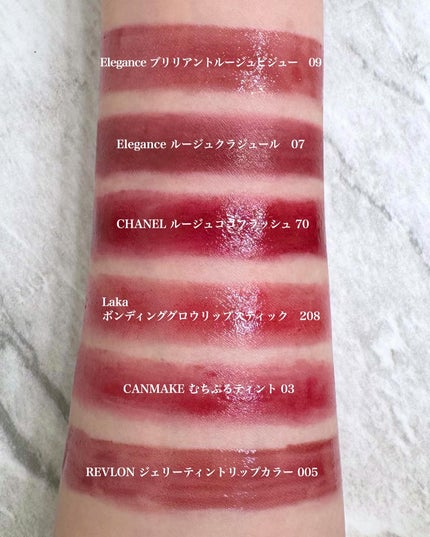 Elegance ブリリアントルージュビジュー 09
Elegance ルージュクラジュール 07
CHANEL ルージュココフラッシュ 70
Laka
ボンディンググロウリップスティック 208
CANMAKE むちぷるティント 03
REVLON ジェリーティントリップカラー 005